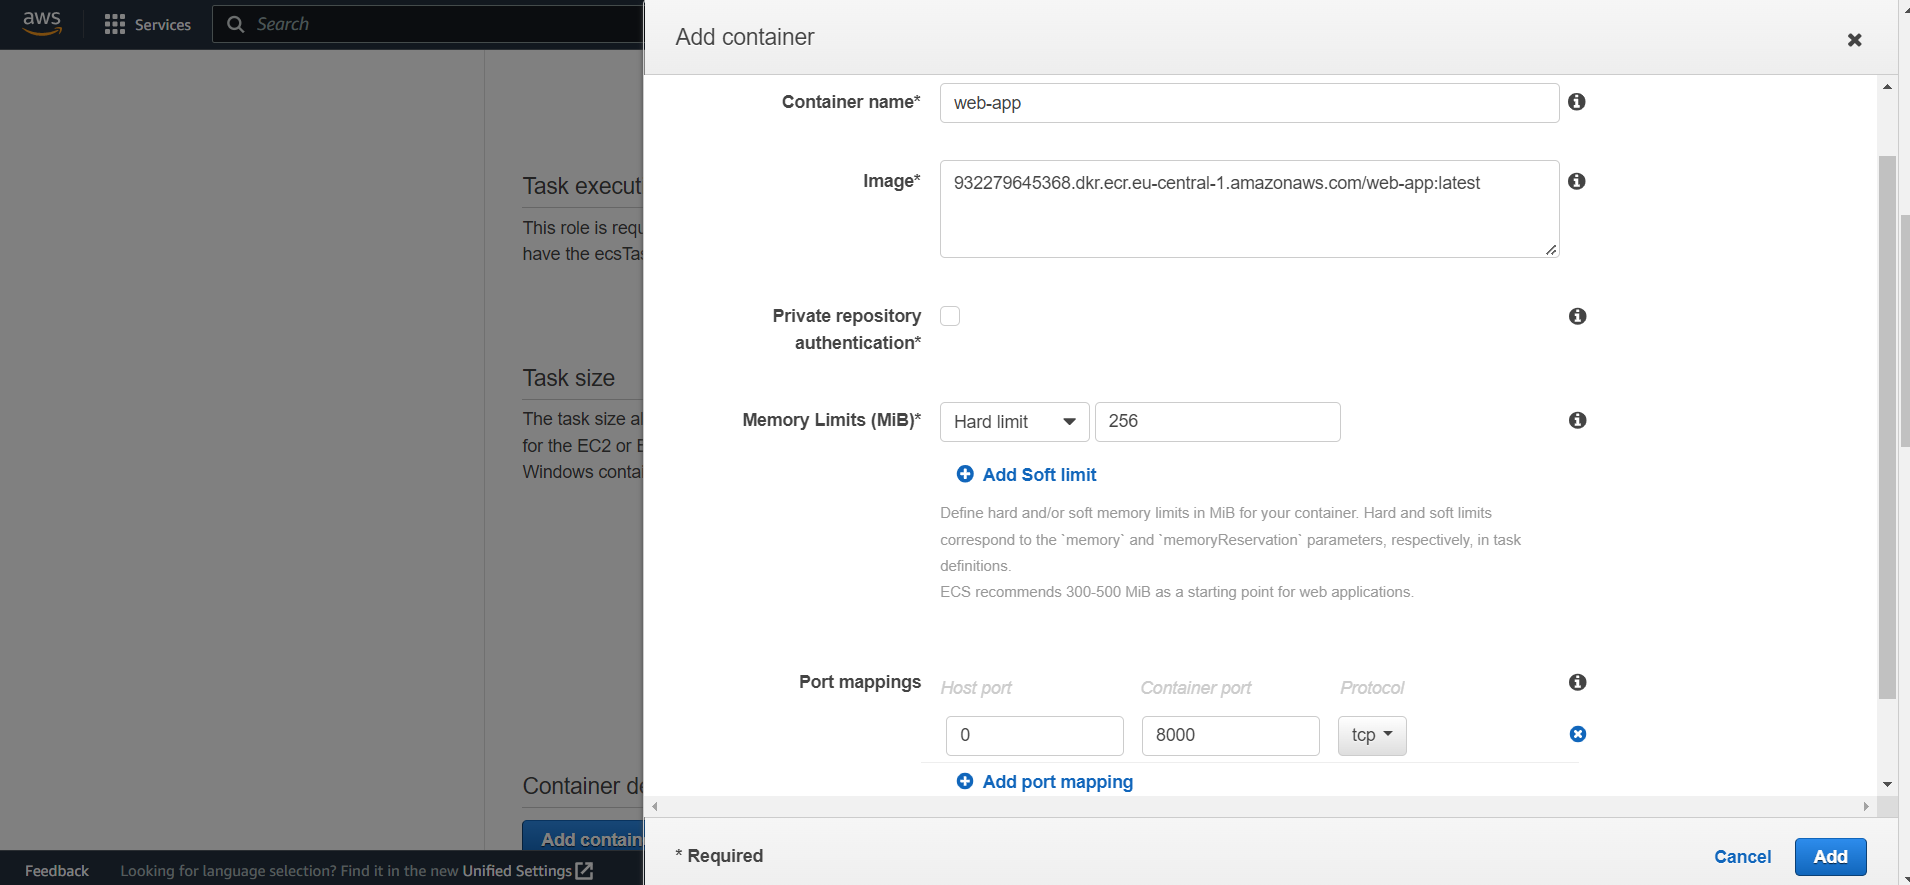 aws
Services
Search
Add container
Container name*
web-app
Image*
932279645368.dkr.ecr.eu-central-1.amazonaws.com/web-app:latest
Private repository
authentication*
Memory Limits (MiB)*
Hard limit
256
Add Soft limit
Define hard and/or soft memory limits in MiB for your container. Hard and soft limits
correspond to the `memory` and `memoryReservation` parameters, respectively, in task
definitions.
ECS recommends 300-500 MiB as a starting point for web applications.
Port mappings
Host port
Container port
Protocol
0
8000
tcp
Add port mapping
* Required
Cancel
Add
Task execut
This role is requ
have the ecsTas
Task size
The task size al
for the EC2 or E
Windows contai
Container de
Add contain
Feedback
Looking for language selection? Find it in the new Unified Settings